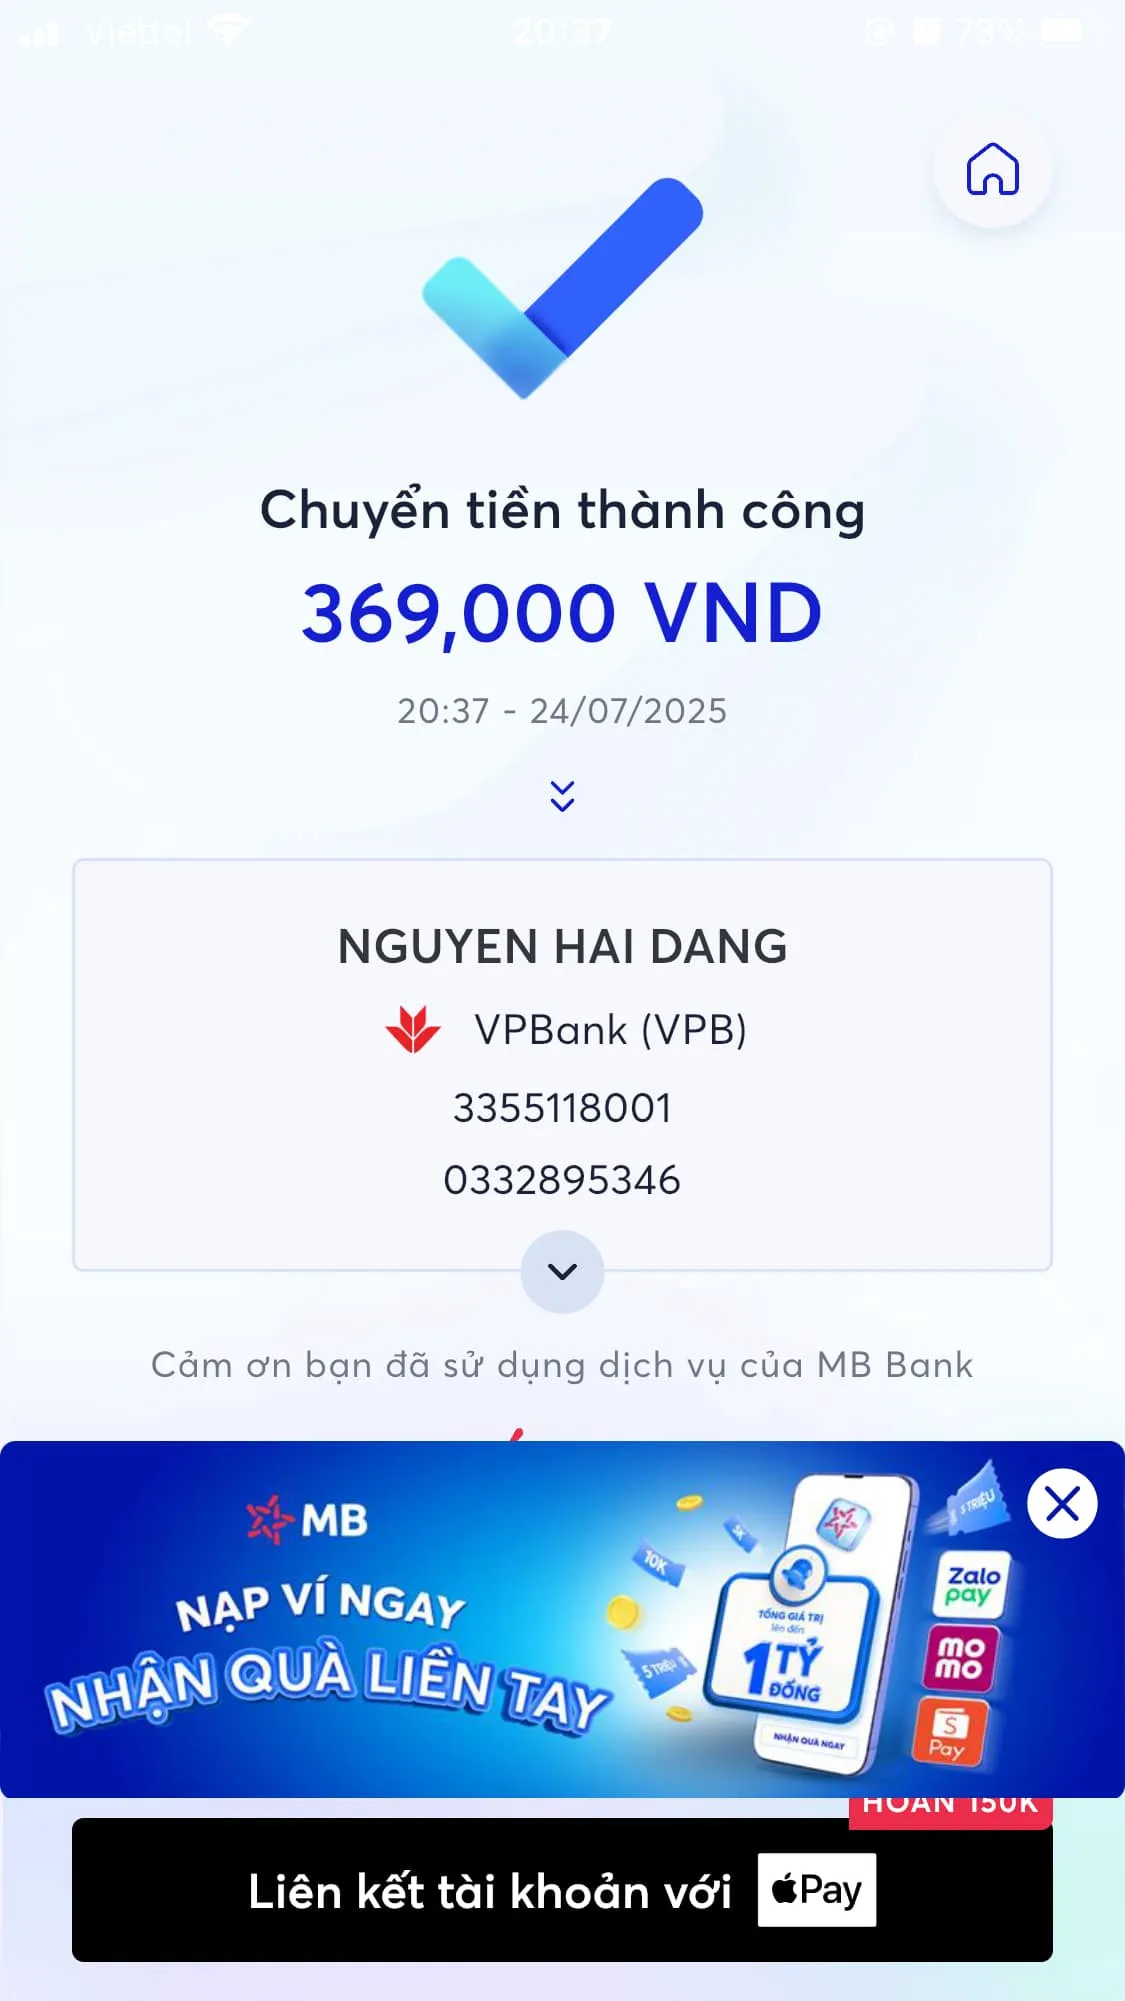 Viettel 20:37 73%
Chuyển tiền thành công
369,000 VND
20:37 - 24/07/2025
NGUYEN HAI DANG
VPBank (VPB)
3355118001
0332895346
Cảm ơn bạn đã sử dụng dịch vụ của MB Bank
MB
NẠP VÍ NGAY
NHẬN QUÀ LIỀN TAY
10K
5K
5 TRIỆU
5 TRIỆU
TỔNG GIÁ TRỊ
lên đến
1 TỶ
ĐỒNG
NHẬN QUÀ NGAY
Zalo
pay
mo
mo
S
Pay
HOÀN 150K
Liên kết tài khoản với Pay